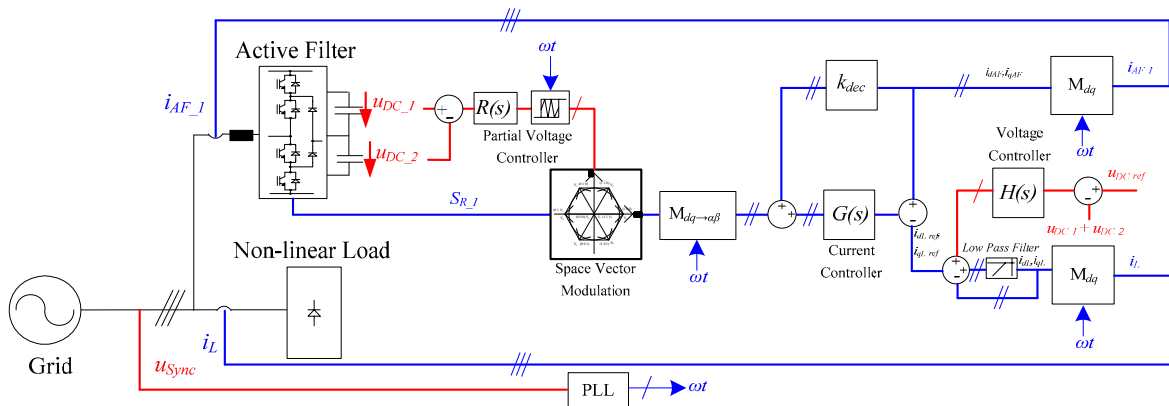 Active Filter
i_AF_1
u_DC_1
u_DC_2
+
-
R(s)
ωt
Partial Voltage
Controller
S_R_1
Space Vector
Modulation
M_dq→αβ
ωt
+
k_dec
G(s)
Current
Controller
-
i_dL ref,
i_qL ref
i_dAF,i_qAF
M_dq
i_AF 1
ωt
Voltage
Controller
H(s)
+
-
u_DC ref
u_DC 1 + u_DC 2
Low Pass Filter
i_dL,i_qL
+
+
-
M_dq
i_L
ωt
Non-linear Load
Grid
i_L
u_Sync
PLL
ωt